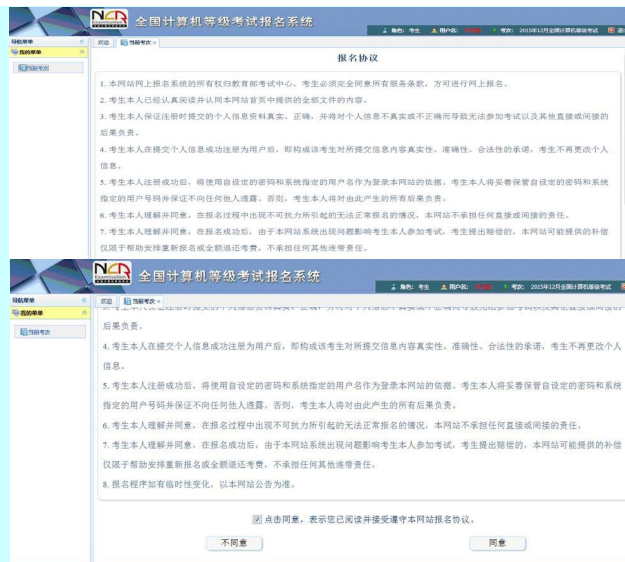 NCR
Examination
全国计算机等级考试报名系统
角色：考生 用户名： 考次：2015年12月全国计算机等级考试
导航菜单
欢迎 当前考次×
我的菜单
当前考次
报名协议
1.本网站网上报名系统的所有权归教育部考试中心，考生必须完全同意所有服务条款，方可进行网上报名。
2.考生本人已经认真阅读并认同本网站首页中提供的全部文件的内容。
3.考生本人保证注册时提交的个人信息资料真实、正确，并将对个人信息不真实或不正确而导致无法参加考试以及其他直接或间接的
后果负责。
4.考生本人在提交个人信息成功注册为用户后，即构成该考生对所提交信息内容真实性、准确性、合法性的承诺，考生不再更改个人
信息。
5.考生本人注册成功后，将使用自设定的密码和系统指定的用户名作为登录本网站的依据。考生本人将妥善保管自设定的密码和系统
指定的用户号码并保证不向任何他人透露。否则，考生本人将对由此产生的所有后果负责。
6.考生本人理解并同意，在报名过程中出现不可抗力所引起的无法正常报名的情况，本网站不承担任何直接或间接的责任。
7.考生本人理解并同意，在报名成功后，由于本网站系统出现问题影响考生本人参加考试，考生提出赔偿的，本网站可能提供的补偿
仅限于帮助安排重新报名或全额退还考费，不承担任何其他连带责任。
NCR
Examination
全国计算机等级考试报名系统
角色：考生 用户名： 考次：2015年12月全国计算机等级考试
导航菜单
欢迎 当前考次×
我的菜单
当前考次
后果负责。
4.考生本人在提交个人信息成功注册为用户后，即构成该考生对所提交信息内容真实性、准确性、合法性的承诺，考生不再更改个人
信息。
5.考生本人注册成功后，将使用自设定的密码和系统指定的用户名作为登录本网站的依据。考生本人将妥善保管自设定的密码和系统
指定的用户号码并保证不向任何他人透露。否则，考生本人将对由此产生的所有后果负责。
6.考生本人理解并同意，在报名过程中出现不可抗力所引起的无法正常报名的情况，本网站不承担任何直接或间接的责任。
7.考生本人理解并同意，在报名成功后，由于本网站系统出现问题影响考生本人参加考试，考生提出赔偿的，本网站可能提供的补偿
仅限于帮助安排重新报名或全额退还考费，不承担任何其他连带责任。
8.报名程序如有临时性变化，以本网站公告为准。
点击同意，表示您已阅读并接受遵守本网站报名协议。
不同意 同意